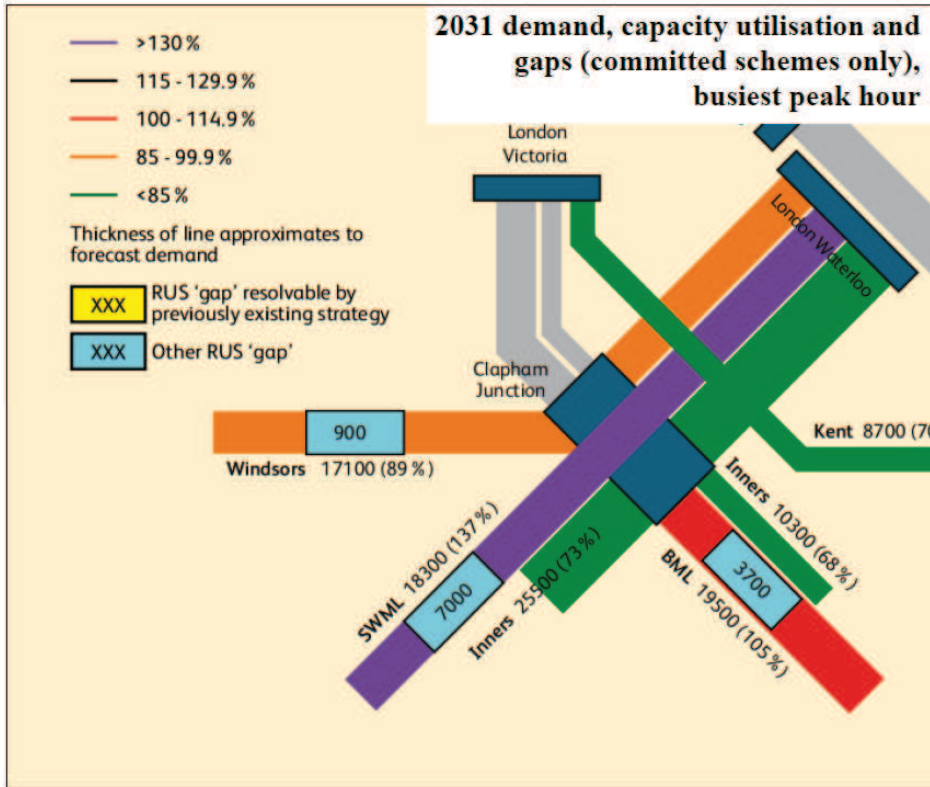 2031 demand, capacity utilisation and
gaps (committed schemes only),
busiest peak hour
>130%
115 - 129.9%
100 - 114.9%
85 - 99.9%
<85%
Thickness of line approximates to
forecast demand
XXX
RUS 'gap' resolvable by
previously existing strategy
XXX
Other RUS 'gap'
London
Victoria
London Waterloo
Clapham
Junction
900
Windsors 17100 (89%)
Kent 8700 (70
SWML 18300 (137%)
7000
Inners 25500 (73%)
Inners 10300 (68%)
3700
BML 19500 (105%)